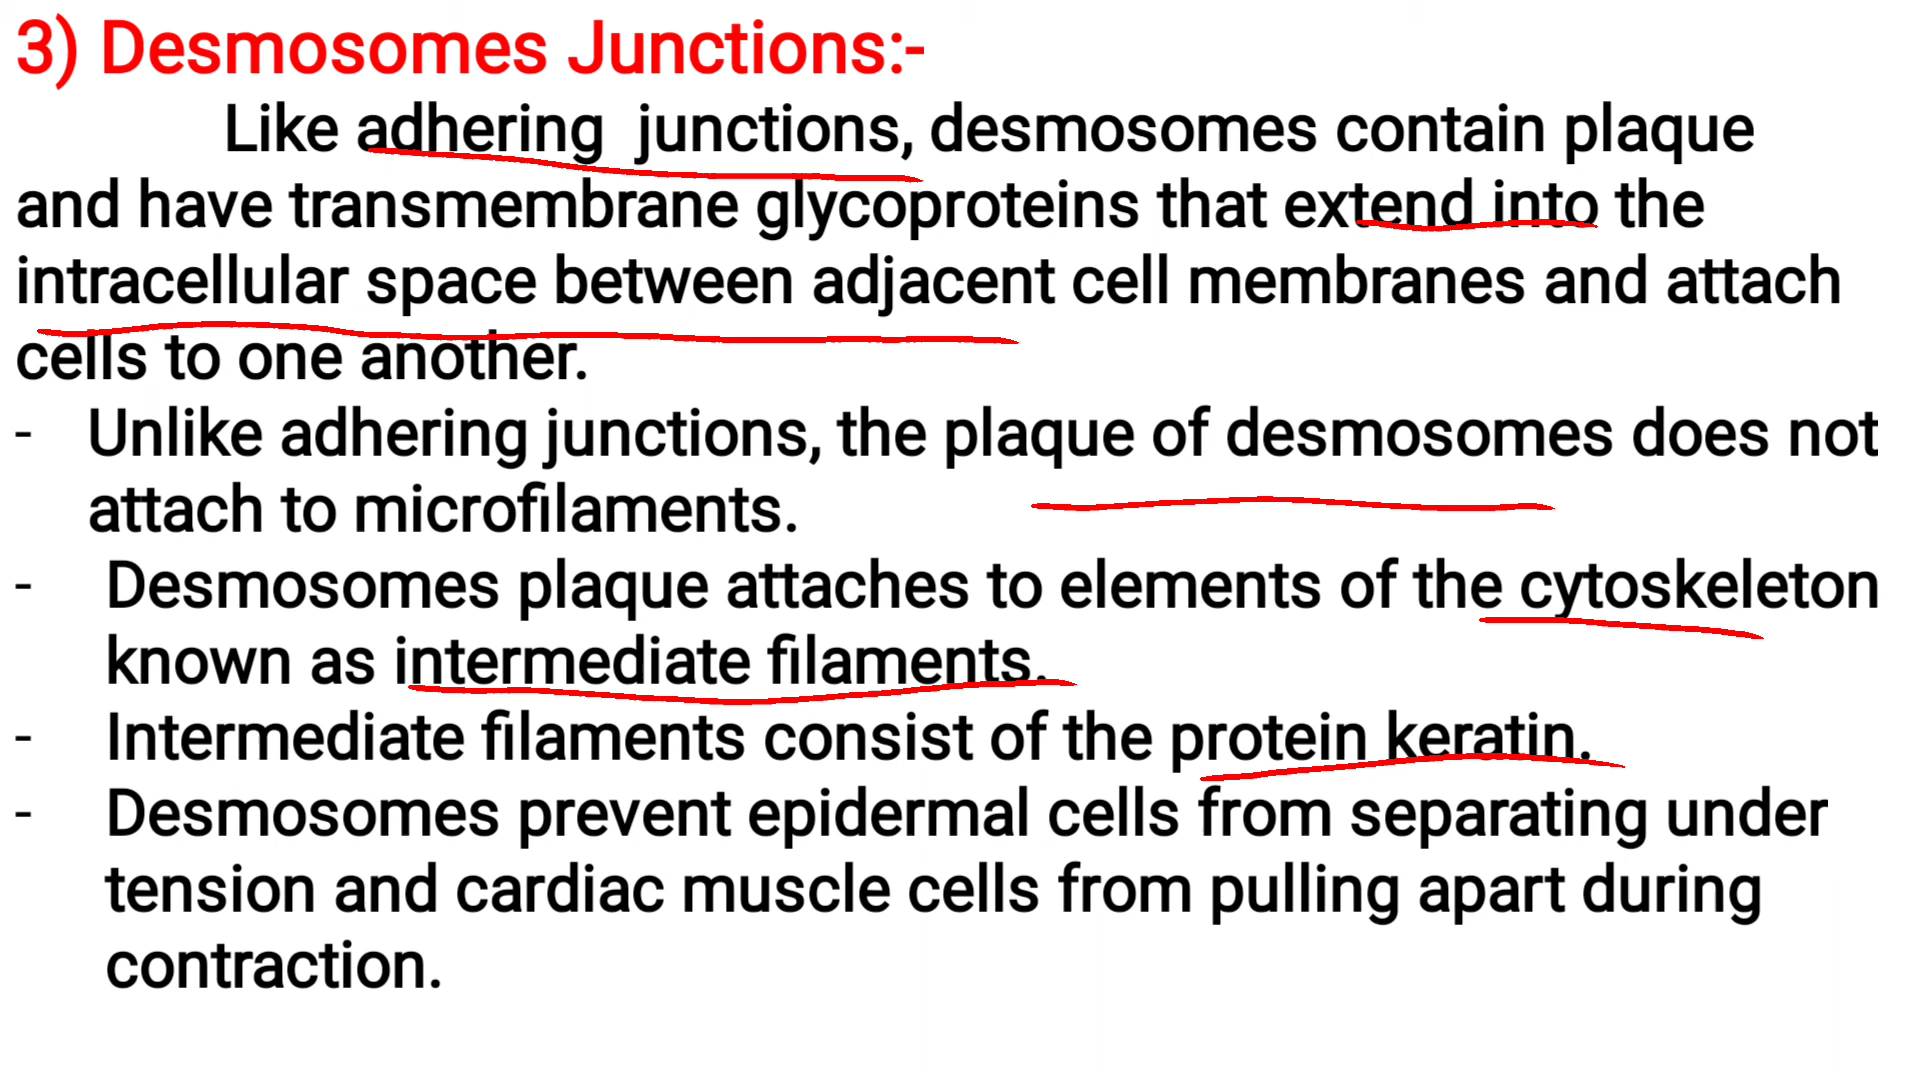 3) Desmosomes Junctions:-
Like adhering junctions, desmosomes contain plaque
and have transmembrane glycoproteins that extend into the
intracellular space between adjacent cell membranes and attach
cells to one another.
- Unlike adhering junctions, the plaque of desmosomes does not
attach to microfilaments.
- Desmosomes plaque attaches to elements of the cytoskeleton
known as intermediate filaments.
- Intermediate filaments consist of the protein keratin.
- Desmosomes prevent epidermal cells from separating under
tension and cardiac muscle cells from pulling apart during
contraction.